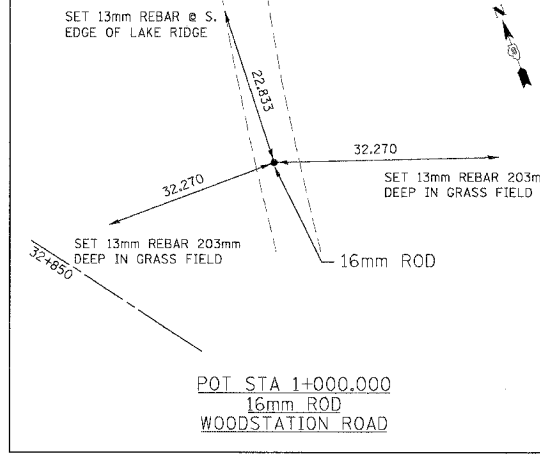 SET 13mm REBAR @ S.
EDGE OF LAKE RIDGE
N
22.833
32.270
SET 13mm REBAR 203m
DEEP IN GRASS FIELD
32.270
SET 13mm REBAR 203mm
DEEP IN GRASS FIELD
16mm ROD
32+850
POT STA 1+000.000
16mm ROD
WOODSTATION ROAD